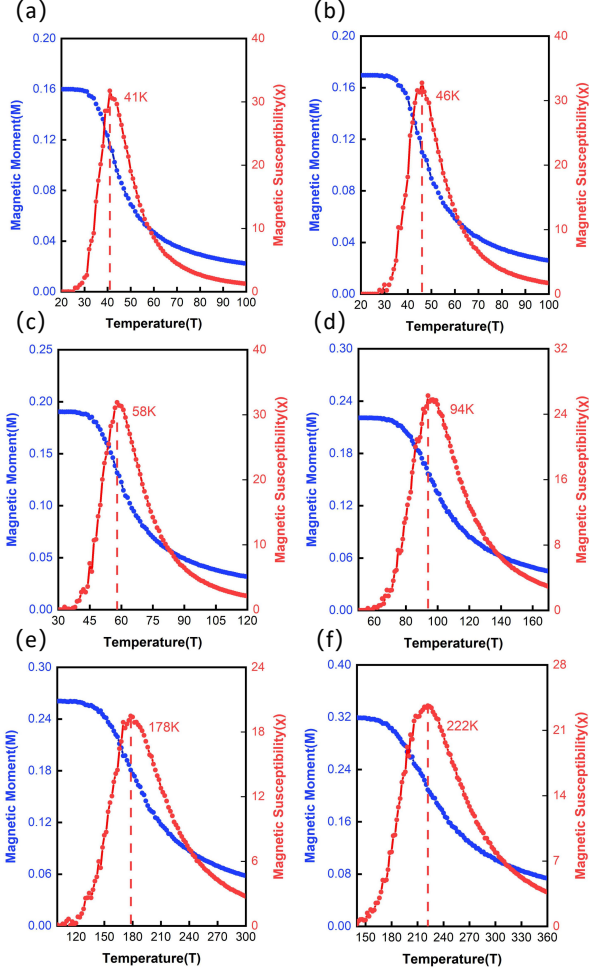 (a)
0.20
0.16
0.12
0.08
0.04
0.00
Magnetic Moment(M)
41K
40
30
20
10
0
Magnetic Susceptibility(χ)
20 30 40 50 60 70 80 90 100
Temperature(T)
(b)
0.20
0.16
0.12
0.08
0.04
0.00
Magnetic Moment(M)
46K
40
30
20
10
0
Magnetic Susceptibility(χ)
20 30 40 50 60 70 80 90 100
Temperature(T)
(c)
0.25
0.20
0.15
0.10
0.05
0.00
Magnetic Moment(M)
58K
40
30
20
10
0
Magnetic Susceptibility(χ)
30 45 60 75 90 105 120
Temperature(T)
(d)
0.30
0.24
0.18
0.12
0.06
0.00
Magnetic Moment(M)
94K
32
24
16
8
0
Magnetic Susceptibility(χ)
60 80 100 120 140 160
Temperature(T)
(e)
0.30
0.24
0.18
0.12
0.06
0.00
Magnetic Moment(M)
178K
24
18
12
6
0
Magnetic Susceptibility(χ)
120 150 180 210 240 270 300
Temperature(T)
(f)
0.40
0.32
0.24
0.16
0.08
0.00
Magnetic Moment(M)
222K
28
21
14
7
0
Magnetic Susceptibility(χ)
150 180 210 240 270 300 330 360
Temperature(T)